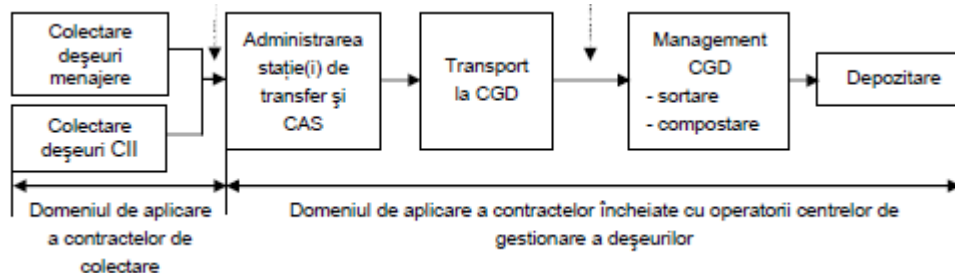 Colectare
deşeuri
menajere
Colectare
deşeuri CII
Administrarea
stație(i) de
transfer şi
CAS
Transport
la CGD
Management
CGD
- sortare
- compostare
Depozitare
Domeniul de aplicare
a contractelor de
colectare
Domeniul de aplicare a contractelor încheiate cu operatorii centrelor de
gestionare a deşeurilor